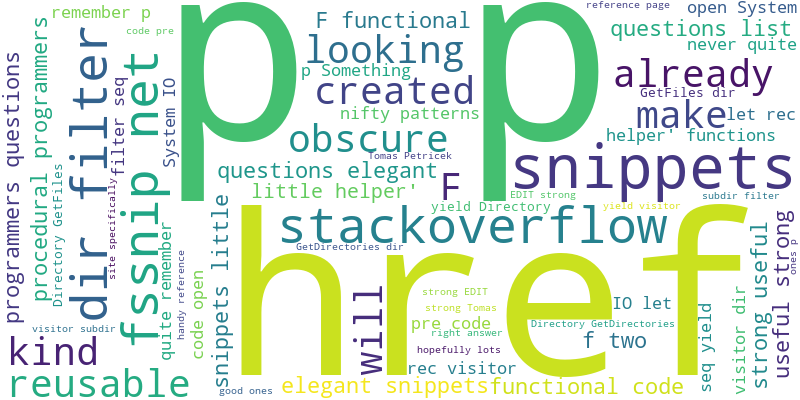 p p
href
remember p
code pre
F functional
reference page
open System
questions list
never quite
looking
p Something
already
GetFiles dir
created
nifty patterns
make
let rec
obscure
helper' functions
Tomas Petricek
snippets
questions elegant
little helper'
F
EDIT strong
subdir filter
yield Directory
yield visitor
stackoverflow
GetDirectories dir
programmers questions
procedural programmers
Directory GetFiles
dir filter
site specifically
filter seq
fssnip net
System IO
quite remember
handy reference
code open
snippets little
visitor subdir
kind
reusable
good ones
will
strong EDIT
strong Tomas
pre code
right answer
hopefully lots
rec visitor
elegant snippets
functional code
IO let
Directory GetDirectories
f two
seq yield
visitor dir
strong useful
useful strong
ones p